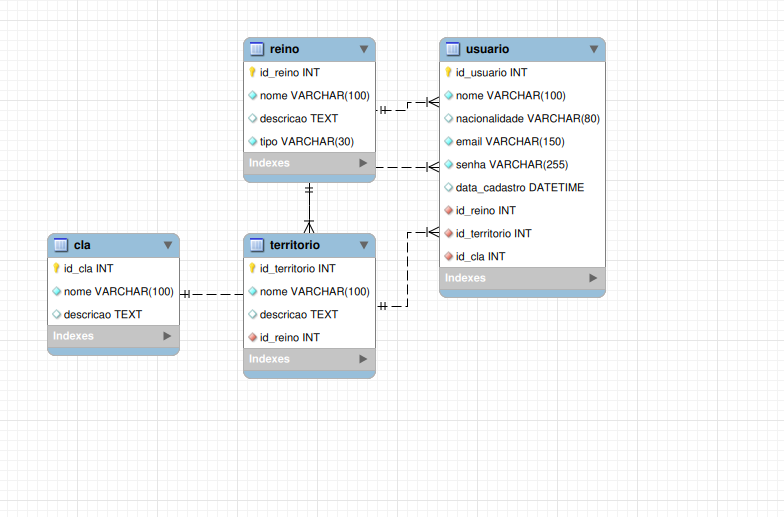 reino
id_reino INT
nome VARCHAR(100)
descricao TEXT
tipo VARCHAR(30)
Indexes
usuario
id_usuario INT
nome VARCHAR(100)
nacionalidade VARCHAR(80)
email VARCHAR(150)
senha VARCHAR(255)
data_cadastro DATETIME
id_reino INT
id_territorio INT
id_cla INT
Indexes
cla
id_cla INT
nome VARCHAR(100)
descricao TEXT
Indexes
territorio
id_territorio INT
nome VARCHAR(100)
descricao TEXT
id_reino INT
Indexes